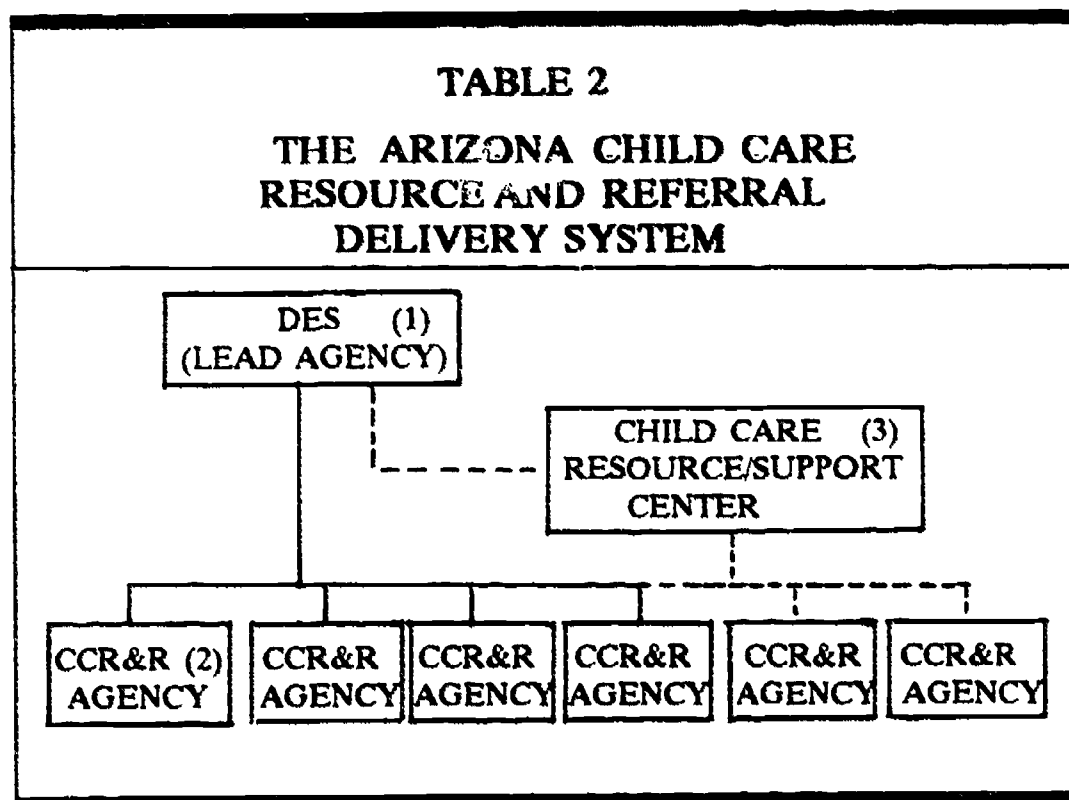 TABLE 2
THE ARIZONA CHILD CARE
RESOURCE AND REFERRAL
DELIVERY SYSTEM
DES (1)
(LEAD AGENCY)
CHILD CARE (3)
RESOURCE/SUPPORT
CENTER
CCR&R (2)
AGENCY
CCR&R
AGENCY
CCR&R
AGENCY
CCR&R
AGENCY
CCR&R
AGENCY
CCR&R
AGENCY